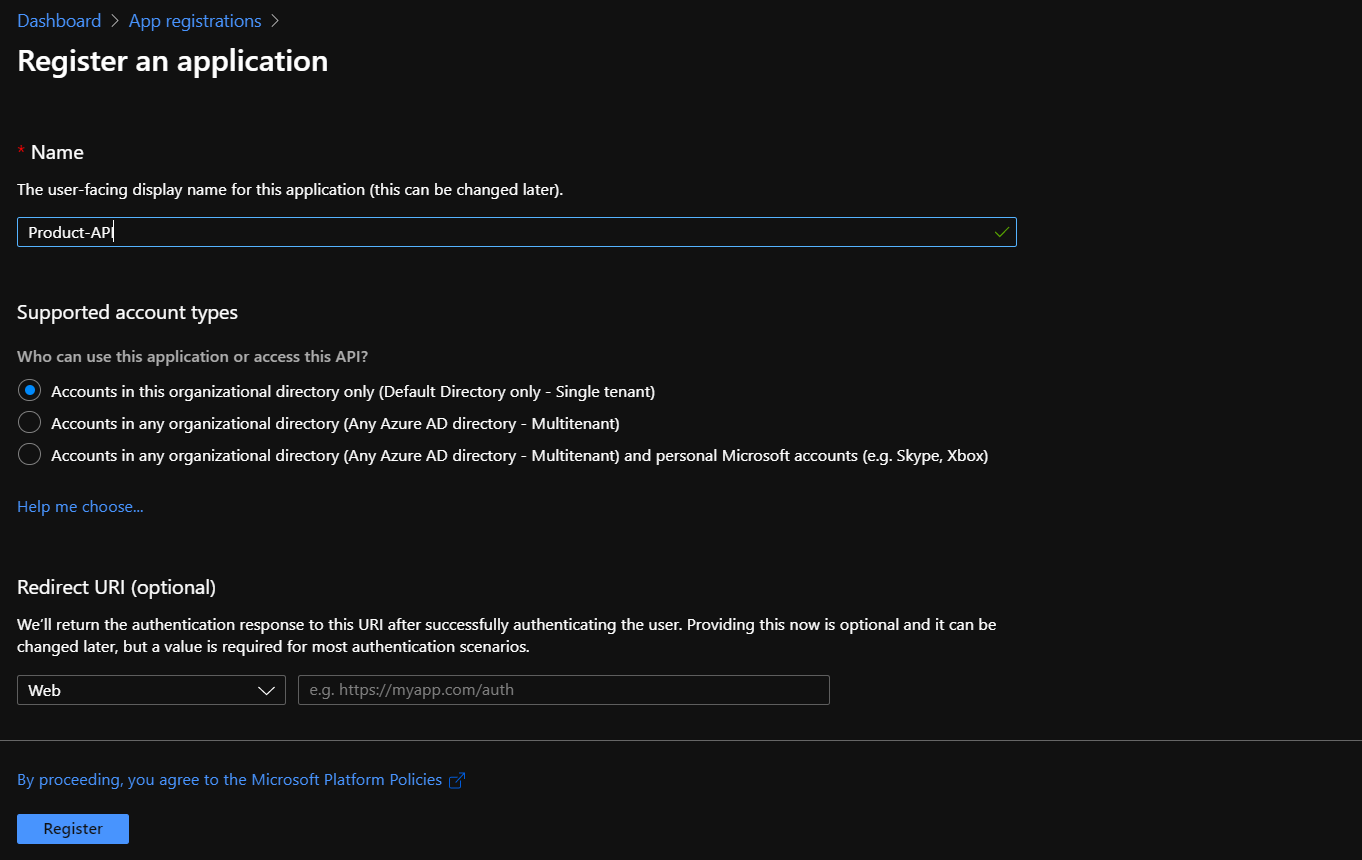 Dashboard > App registrations >
Register an application
* Name
The user-facing display name for this application (this can be changed later).
Product-API
Supported account types
Who can use this application or access this API?
Accounts in this organizational directory only (Default Directory only - Single tenant)
Accounts in any organizational directory (Any Azure AD directory - Multitenant)
Accounts in any organizational directory (Any Azure AD directory - Multitenant) and personal Microsoft accounts (e.g. Skype, Xbox)
Help me choose...
Redirect URI (optional)
We'll return the authentication response to this URI after successfully authenticating the user. Providing this now is optional and it can be
changed later, but a value is required for most authentication scenarios.
Web e.g. https://myapp.com/auth
By proceeding, you agree to the Microsoft Platform Policies
Register